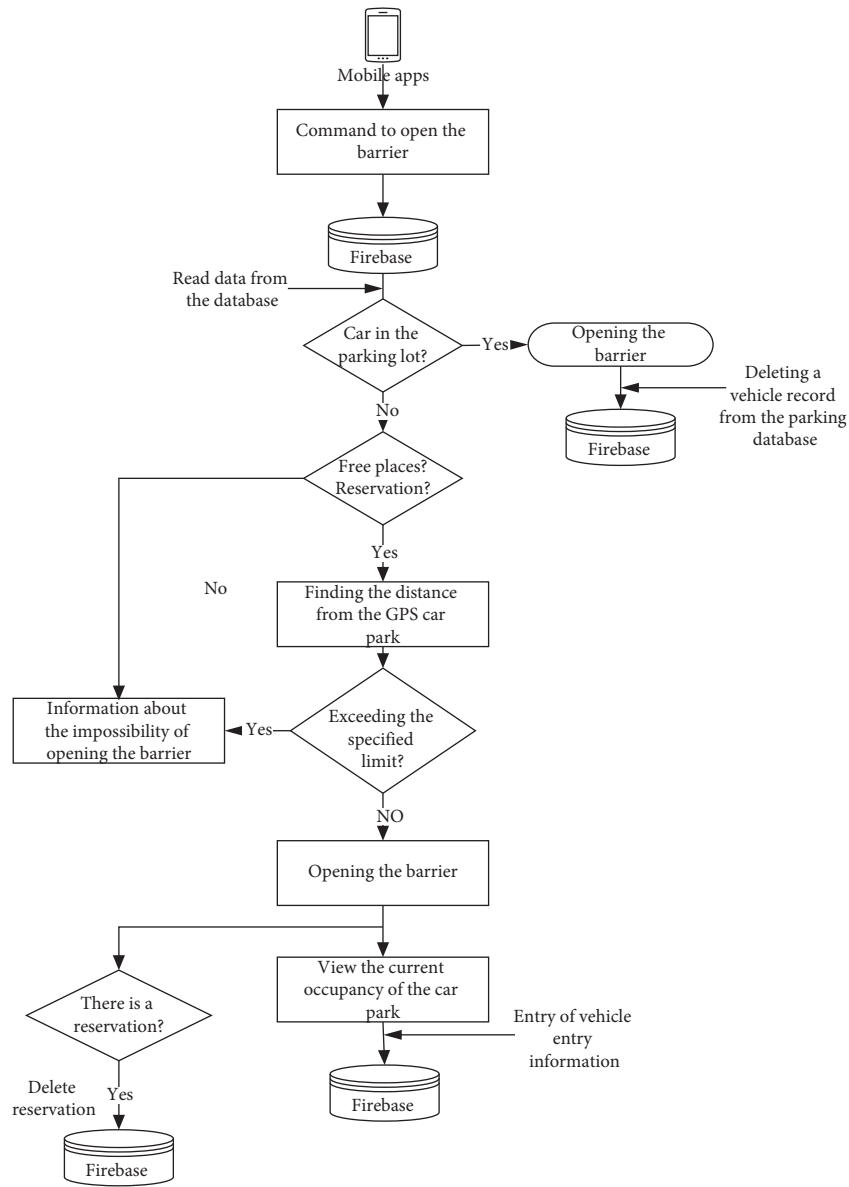 Mobile apps
Command to open the
barrier
Firebase
Read data from
the database
Car in the
parking lot?
Yes
Opening the
barrier
Deleting a
vehicle record
from the parking
database
Firebase
No
Free places?
Reservation?
Yes
No
Finding the distance
from the GPS car
park
Information about
the impossibility of
opening the barrier
Yes
Exceeding the
specified
limit?
NO
Opening the barrier
View the current
occupancy of the car
park
There is a
reservation?
Entry of vehicle
entry
information
Firebase
Delete
reservation
Yes
Firebase